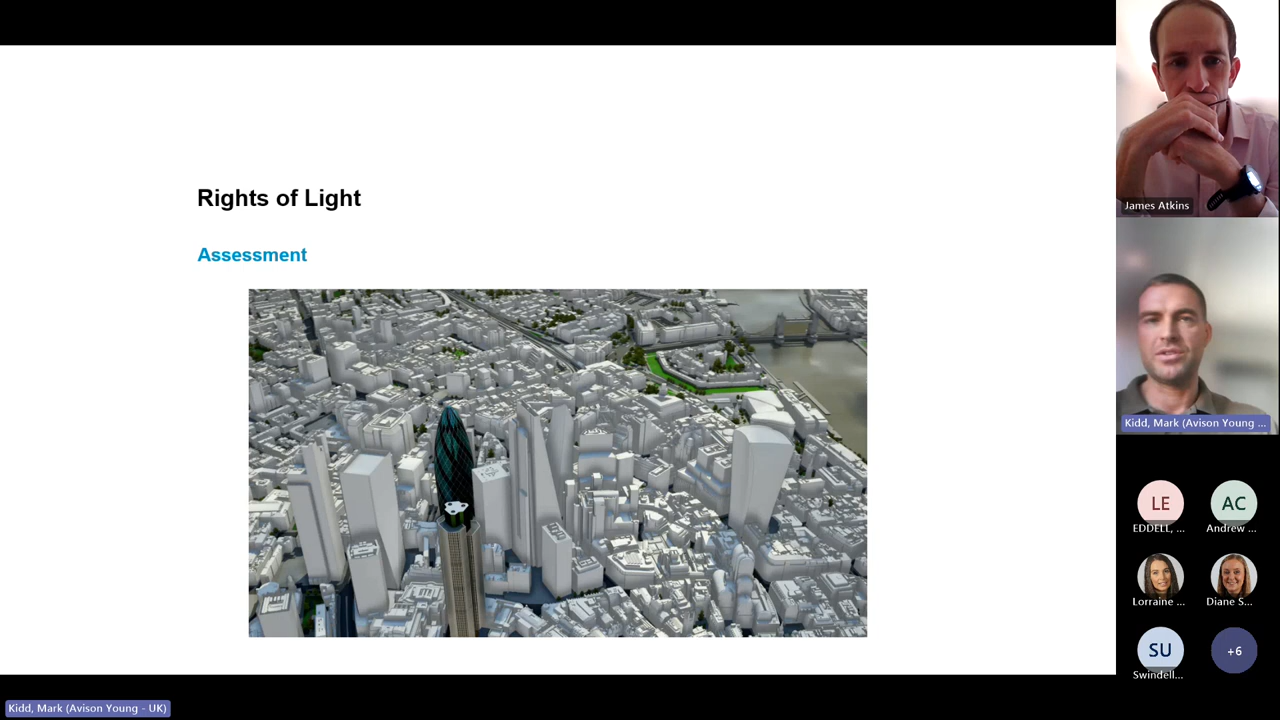 Rights of Light
Assessment
James Atkins
Kidd, Mark (Avison Young ...
LE
AC
EDDELL, ...
Andrew ...
Lorraine ...
Diane S...
SU
+6
Swindell...
Kidd, Mark (Avison Young - UK)